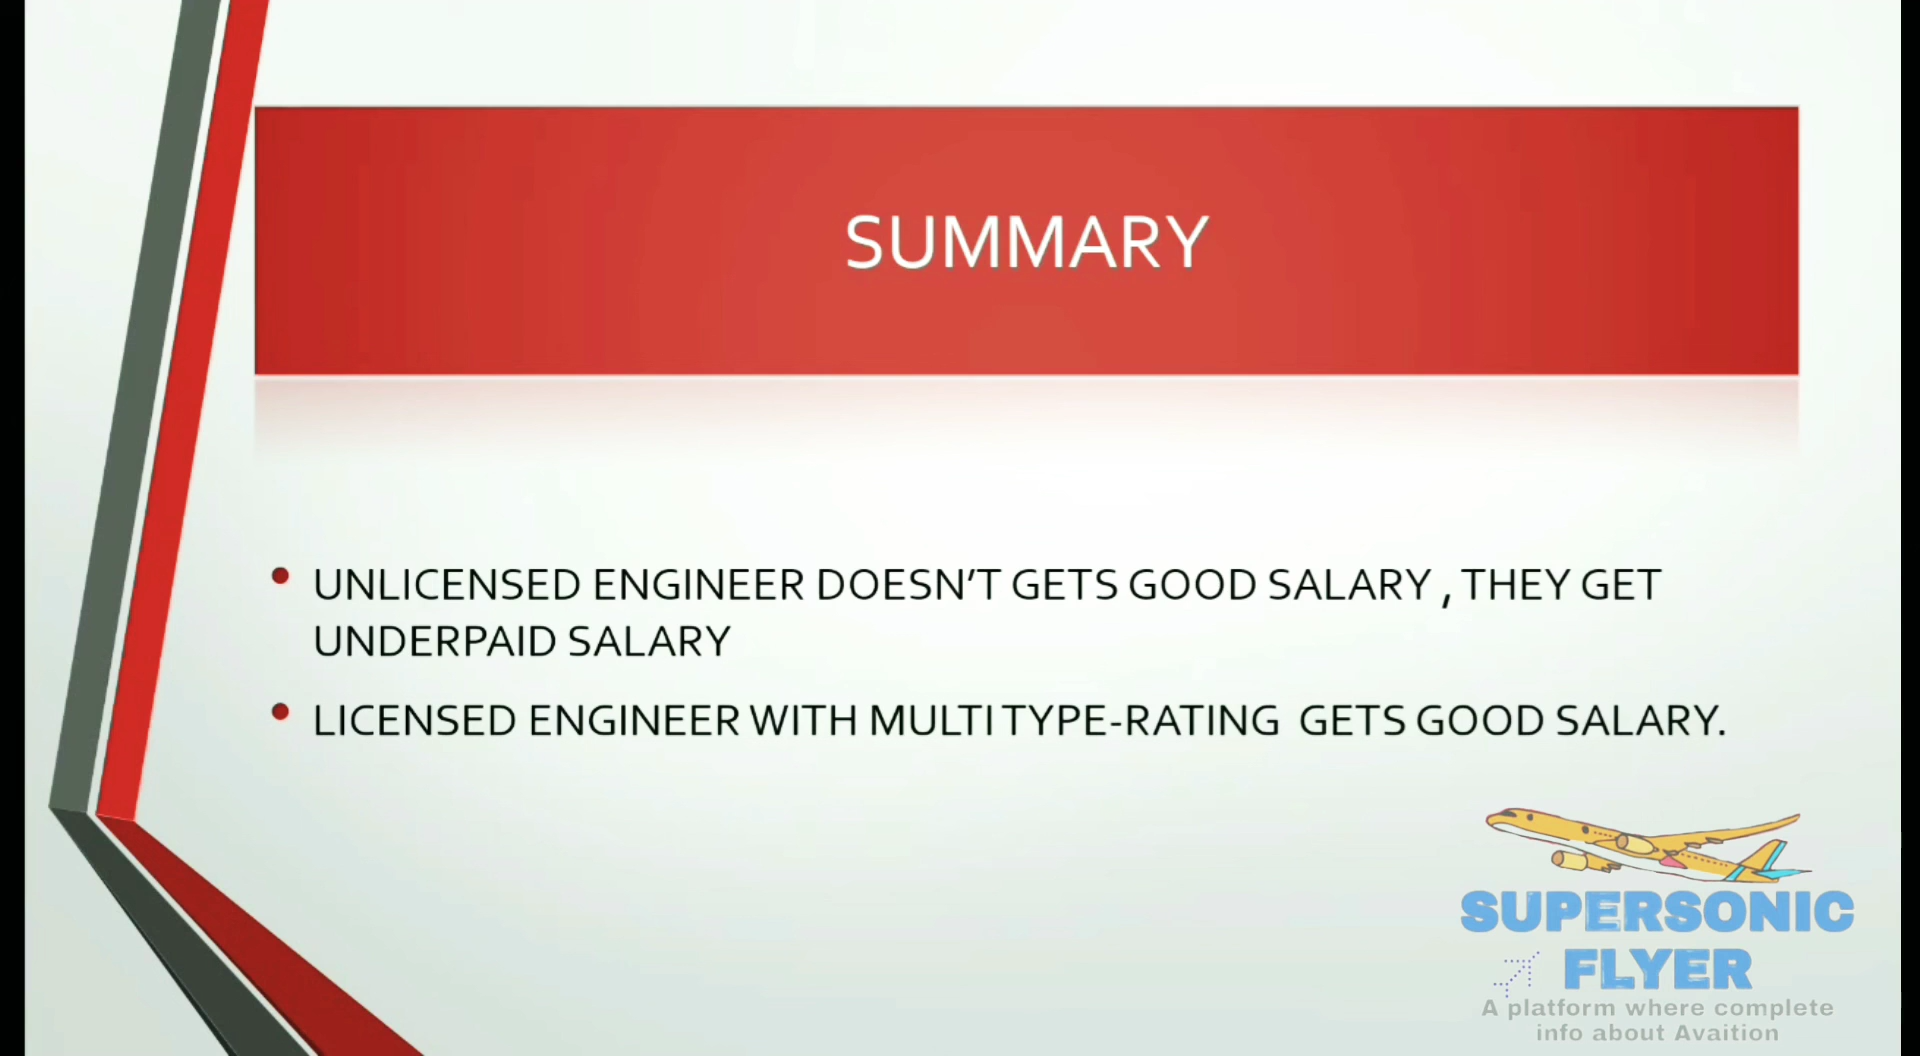 SUMMARY
• UNLICENSED ENGINEER DOESN’T GETS GOOD SALARY , THEY GET
UNDERPAID SALARY
• LICENSED ENGINEER WITH MULTI TYPE-RATING GETS GOOD SALARY.
SUPERSONIC
FLYER
A platform where complete
info about Avaition